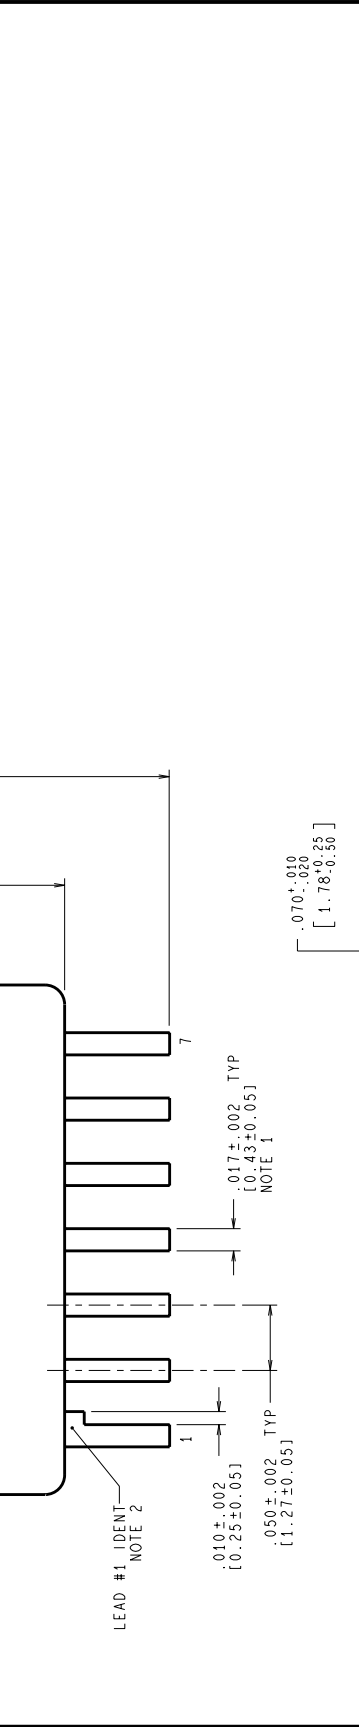 .070+.010
-.020
[ 1.78+0.25
-0.50 ]
7
.017±.002 TYP
[0.43±0.05]
NOTE 1
1
.010±.002
[0.25±0.05]
.050±.002 TYP
[1.27±0.05]
LEAD #1 IDENT
NOTE 2